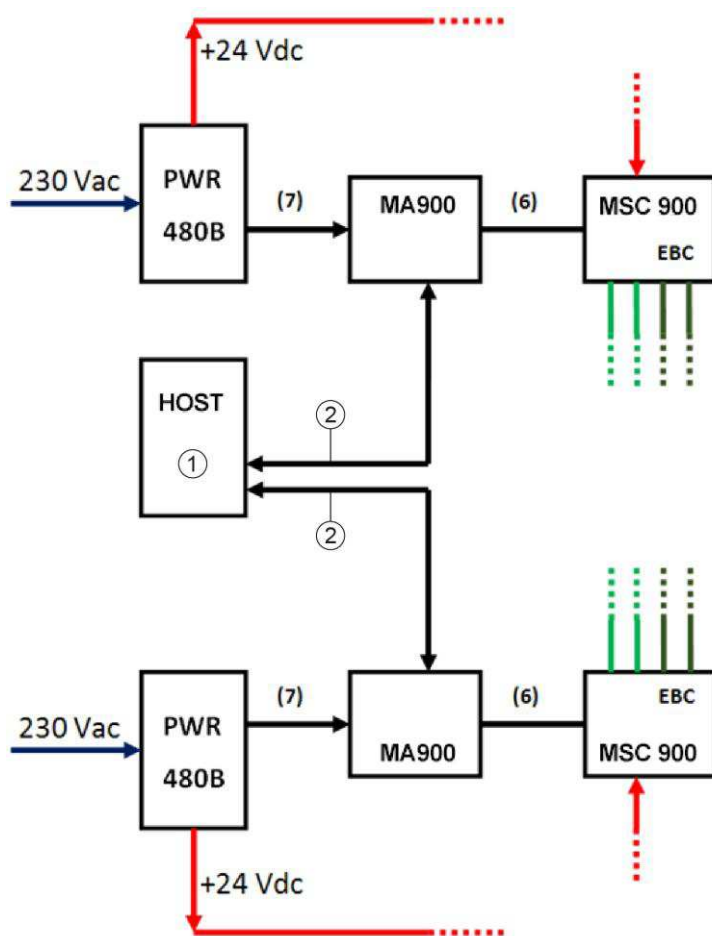 +24 Vdc
230 Vac
PWR
480B
(7)
MA900
(6)
MSC 900
EBC
HOST
1
2
2
230 Vac
PWR
480B
(7)
MA900
(6)
EBC
MSC 900
+24 Vdc